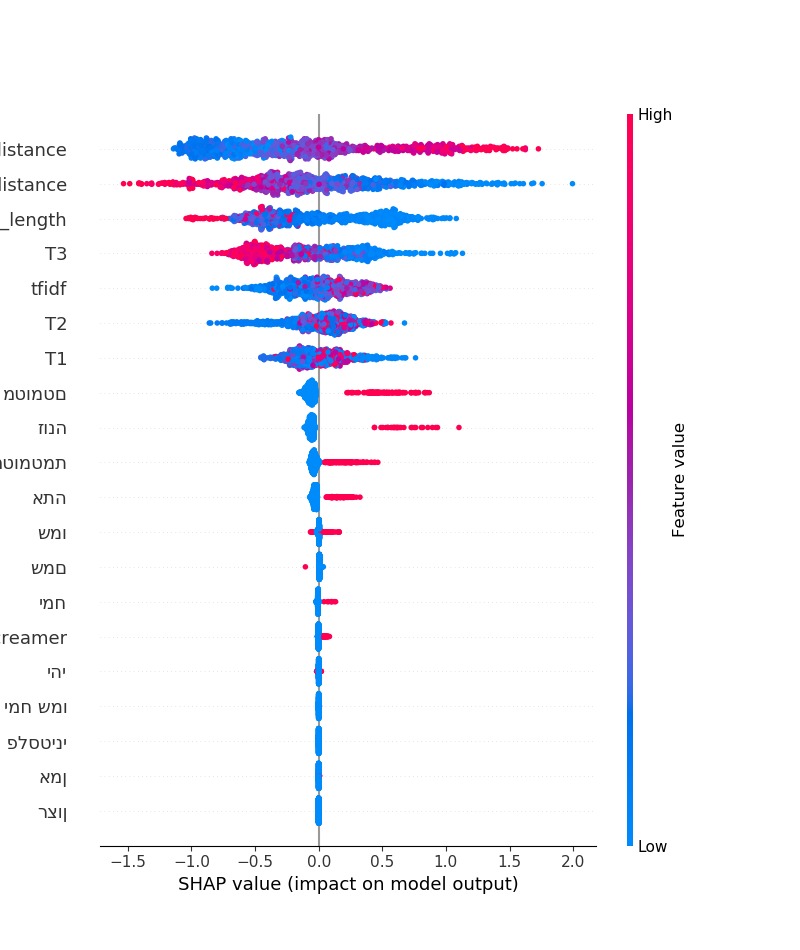 High
distance
distance
_length
T3
tfidf
T2
T1
מטומטם
זונה
טומטמת
אתה
שמו
שמם
ימח
reamer
יהי
ימח שמו
פלסטיני
אמן
רצון
Feature value
Low
−1.5 −1.0 −0.5 0.0 0.5 1.0 1.5 2.0
SHAP value (impact on model output)